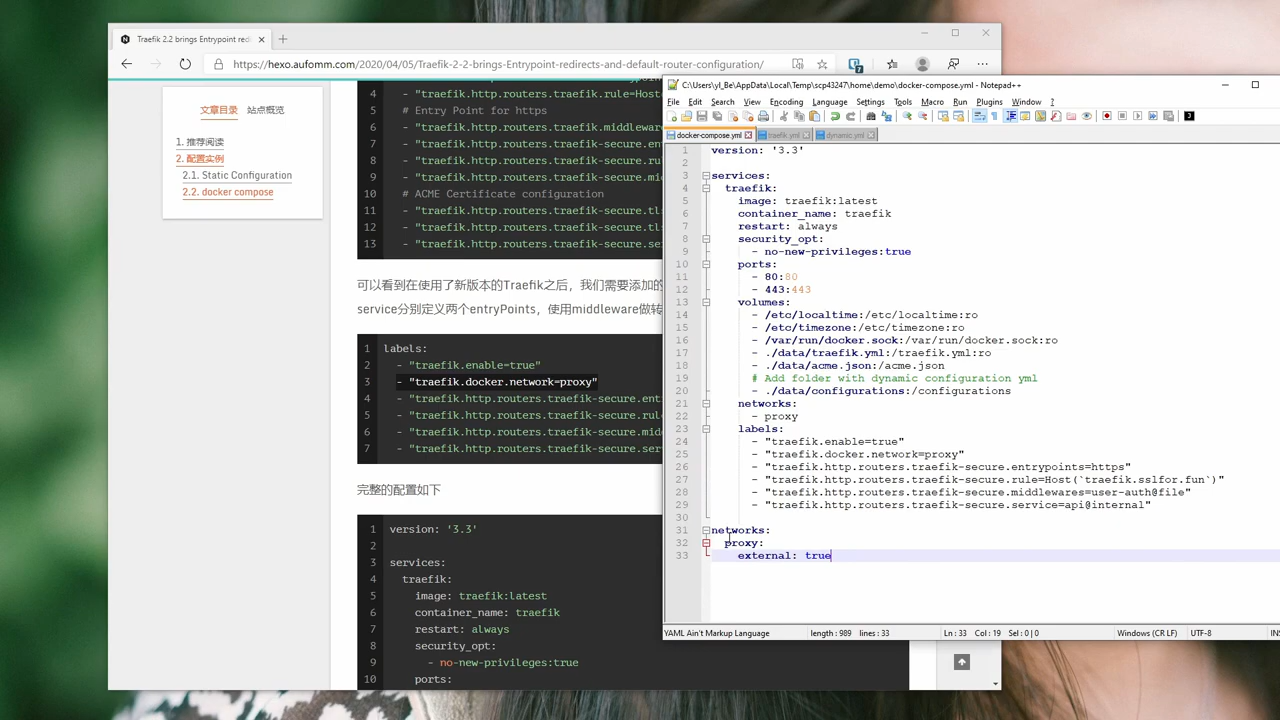 Traefik 2.2 brings Entrypoint red
https://hexo.aufomm.com/2020/04/05/Traefik-2-2-brings-Entrypoint-redirects-and-default-router-configuration/
文章目录 站点概览
1. 推荐阅读
2. 配置实例
2.1. Static Configuration
2.2. docker compose
4 - "traefik.http.routers.traefik.rule=Host
5 # Entry Point for https
6 - "traefik.http.routers.traefik.middleware
7 - "traefik.http.routers.traefik-secure.en
8 - "traefik.http.routers.traefik-secure.ru
9 - "traefik.http.routers.traefik-secure.mi
10 # ACME Certificate configuration
11 - "traefik.http.routers.traefik-secure.tl
12 - "traefik.http.routers.traefik-secure.tl
13 - "traefik.http.routers.traefik-secure.se
可以看到在使用了新版本的Traefik之后，我们需要添加的
service分别定义两个entryPoints，使用middleware做转
1 labels:
2 - "traefik.enable=true"
3 - "traefik.docker.network=proxy"
4 - "traefik.http.routers.traefik-secure.ent
5 - "traefik.http.routers.traefik-secure.rule
6 - "traefik.http.routers.traefik-secure.mid
7 - "traefik.http.routers.traefik-secure.ser
完整的配置如下
1 version: '3.3'
2
3 services:
4 traefik:
5 image: traefik:latest
6 container_name: traefik
7 restart: always
8 security_opt:
9 - no-new-privileges:true
10 ports:
C:\Users\yl_Be\AppData\Local\Temp\scp43247\home\demo\docker-compose.yml - Notepad++
File Edit Search View Encoding Language Settings Tools Macro Run Plugins Window ?
docker-compose.yml traefik.yml dynamic.yml
1 version: '3.3'
2
3 services:
4 traefik:
5 image: traefik:latest
6 container_name: traefik
7 restart: always
8 security_opt:
9 - no-new-privileges:true
10 ports:
11 - 80:80
12 - 443:443
13 volumes:
14 - /etc/localtime:/etc/localtime:ro
15 - /etc/timezone:/etc/timezone:ro
16 - /var/run/docker.sock:/var/run/docker.sock:ro
17 - ./data/traefik.yml:/traefik.yml:ro
18 - ./data/acme.json:/acme.json
19 # Add folder with dynamic configuration yml
20 - ./data/configurations:/configurations
21 networks:
22 - proxy
23 labels:
24 - "traefik.enable=true"
25 - "traefik.docker.network=proxy"
26 - "traefik.http.routers.traefik-secure.entrypoints=https"
27 - "traefik.http.routers.traefik-secure.rule=Host(`traefik.sslfor.fun`)"
28 - "traefik.http.routers.traefik-secure.middlewares=user-auth@file"
29 - "traefik.http.routers.traefik-secure.service=api@internal"
30
31 networks:
32 proxy:
33 external: true
YAML Ain't Markup Language length : 989 lines : 33 Ln : 33 Col : 19 Sel : 0 | 0 Windows (CR LF) UTF-8 INS